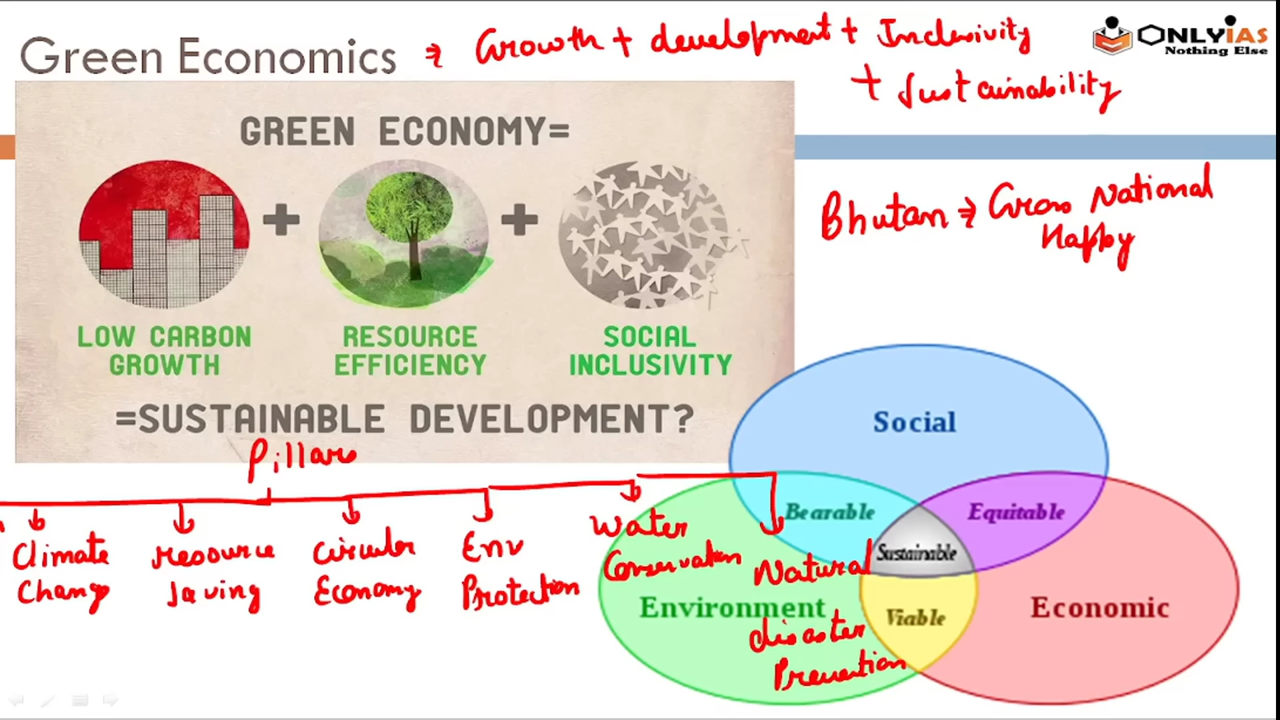 Green Economics ⇒ Growth + development + Inclusivity
+ Sustainability
ONLYIAS
Nothing Else
GREEN ECONOMY=
+ +
LOW CARBON
GROWTH
RESOURCE
EFFICIENCY
SOCIAL
INCLUSIVITY
=SUSTAINABLE DEVELOPMENT?
Bhutan ⇒ Gross National
Happy
Pillars
Climate
Change
resource
saving
Circular
Economy
Env
Protection
Water
Conservation
Natural
disaster
Prevention
Social
Bearable
Equitable
Sustainable
Environment
Viable
Economic